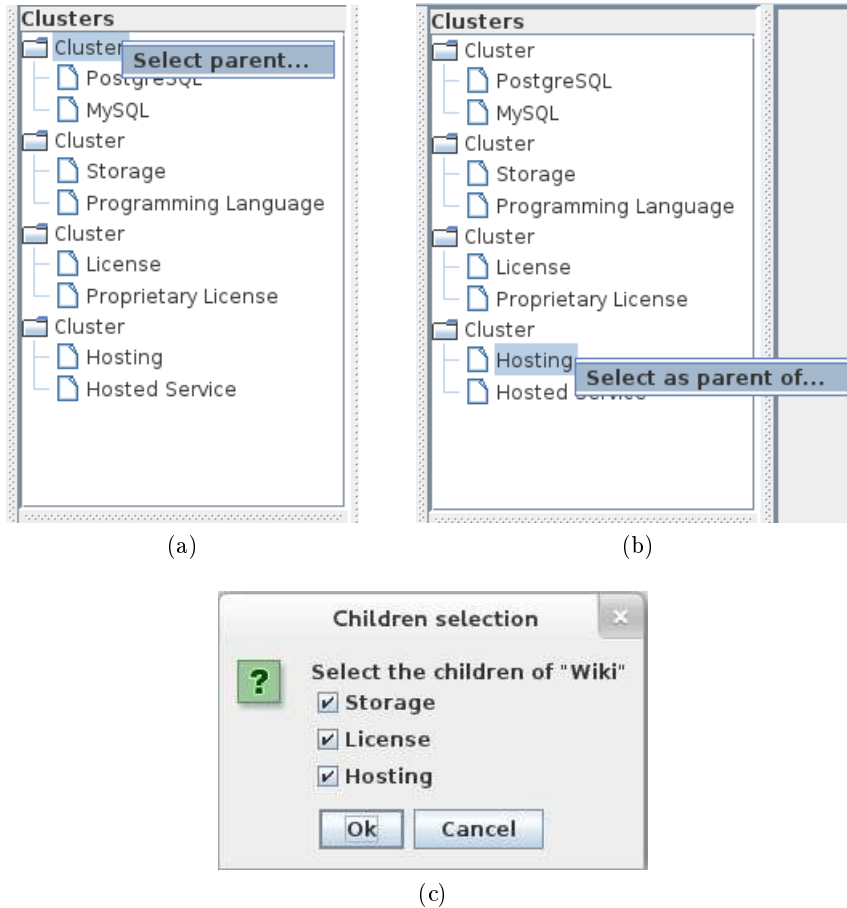 Clusters
Cluster
Select parent...
PostgreSQL
MySQL
Cluster
Storage
Programming Language
Cluster
License
Proprietary License
Cluster
Hosting
Hosted Service
(a)
Clusters
Cluster
PostgreSQL
MySQL
Cluster
Storage
Programming Language
Cluster
License
Proprietary License
Cluster
Hosting
Select as parent of...
Hosted Service
(b)
Children selection
?
Select the children of "Wiki"
Storage
License
Hosting
Ok
Cancel
(c)